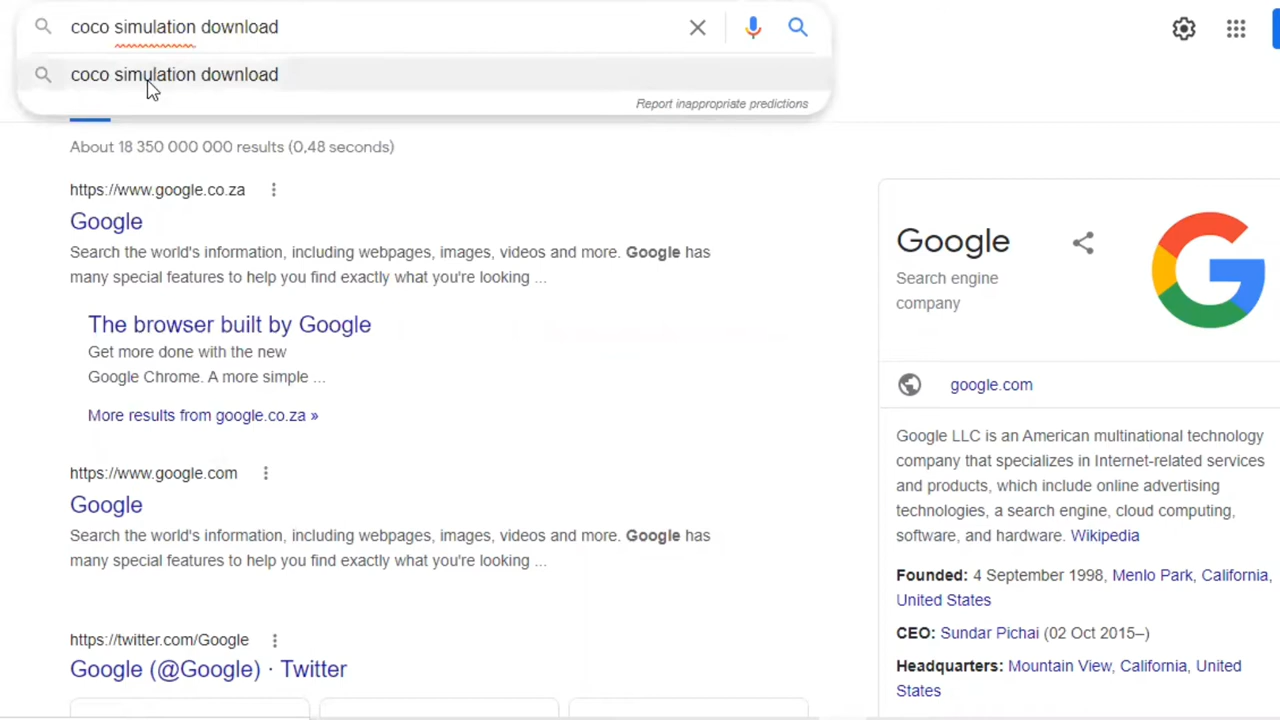 coco simulation download
coco simulation download
Report inappropriate predictions
About 18 350 000 000 results (0,48 seconds)
https://www.google.co.za
Google
Search the world's information, including webpages, images, videos and more. Google has
many special features to help you find exactly what you're looking ...
The browser built by Google
Get more done with the new
Google Chrome. A more simple ...
More results from google.co.za »
https://www.google.com
Google
Search the world's information, including webpages, images, videos and more. Google has
many special features to help you find exactly what you're looking ...
https://twitter.com/Google
Google (@Google) · Twitter
Google
Search engine
company
google.com
Google LLC is an American multinational technology
company that specializes in Internet-related services
and products, which include online advertising
technologies, a search engine, cloud computing,
software, and hardware. Wikipedia
Founded: 4 September 1998, Menlo Park, California,
United States
CEO: Sundar Pichai (02 Oct 2015–)
Headquarters: Mountain View, California, United
States